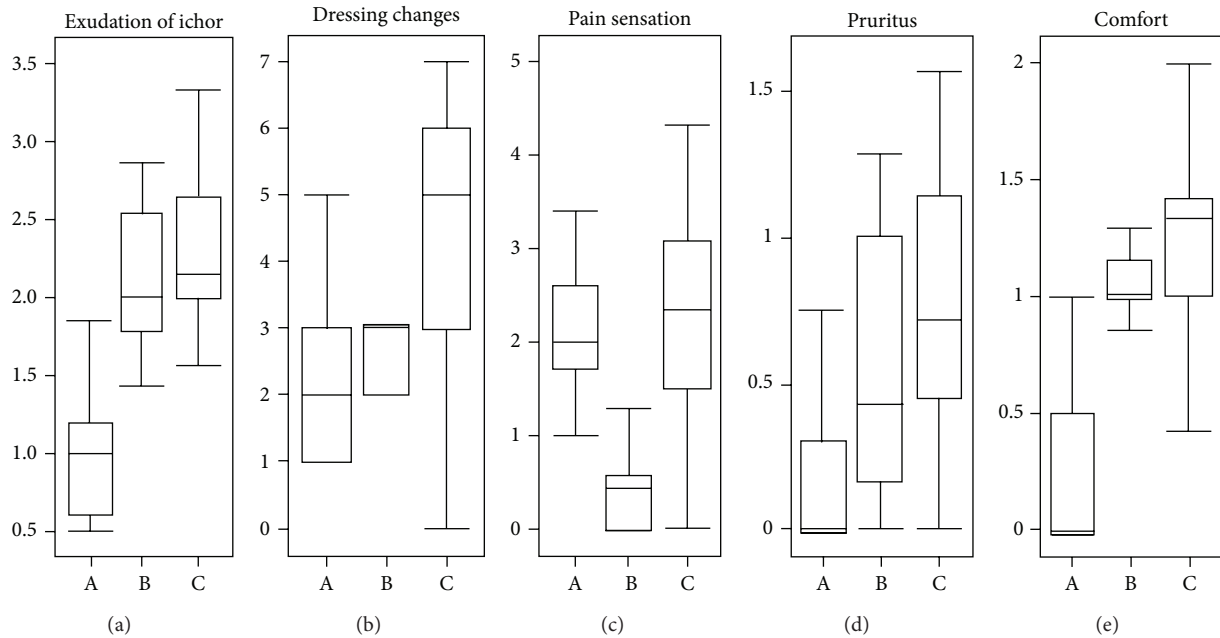 Exudation of ichor
3.5
3.0
2.5
2.0
1.5
1.0
0.5
A B C
(a)
Dressing changes
7
6
5
4
3
2
1
0
A B C
(b)
Pain sensation
5
4
3
2
1
0
A B C
(c)
Pruritus
1.5
1
0.5
0
A B C
(d)
Comfort
2
1.5
1
0.5
0
A B C
(e)